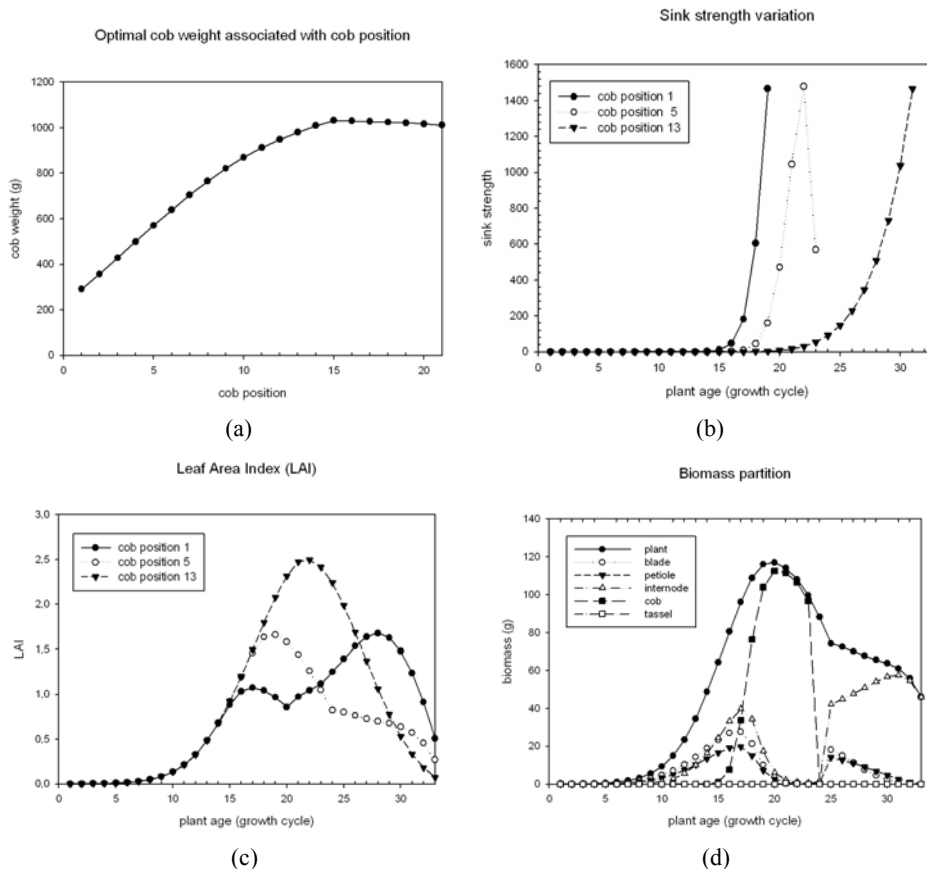 Optimal cob weight associated with cob position
1200
1000
800
600
400
200
0
cob weight (g)
0 5 10 15 20
cob position
(a)
Sink strength variation
1600
1400
1200
1000
800
600
400
200
0
sink strength
cob position 1
cob position 5
cob position 13
0 5 10 15 20 25 30
plant age (growth cycle)
(b)
Leaf Area Index (LAI)
3,0
2,5
2,0
1,5
1,0
0,5
0,0
LAI
cob position 1
cob position 5
cob position 13
0 5 10 15 20 25 30
plant age (growth cycle)
(c)
Biomass partition
140
120
100
80
60
40
20
0
biomass (g)
plant
blade
petiole
internode
cob
tassel
0 5 10 15 20 25 30
plant age (growth cycle)
(d)